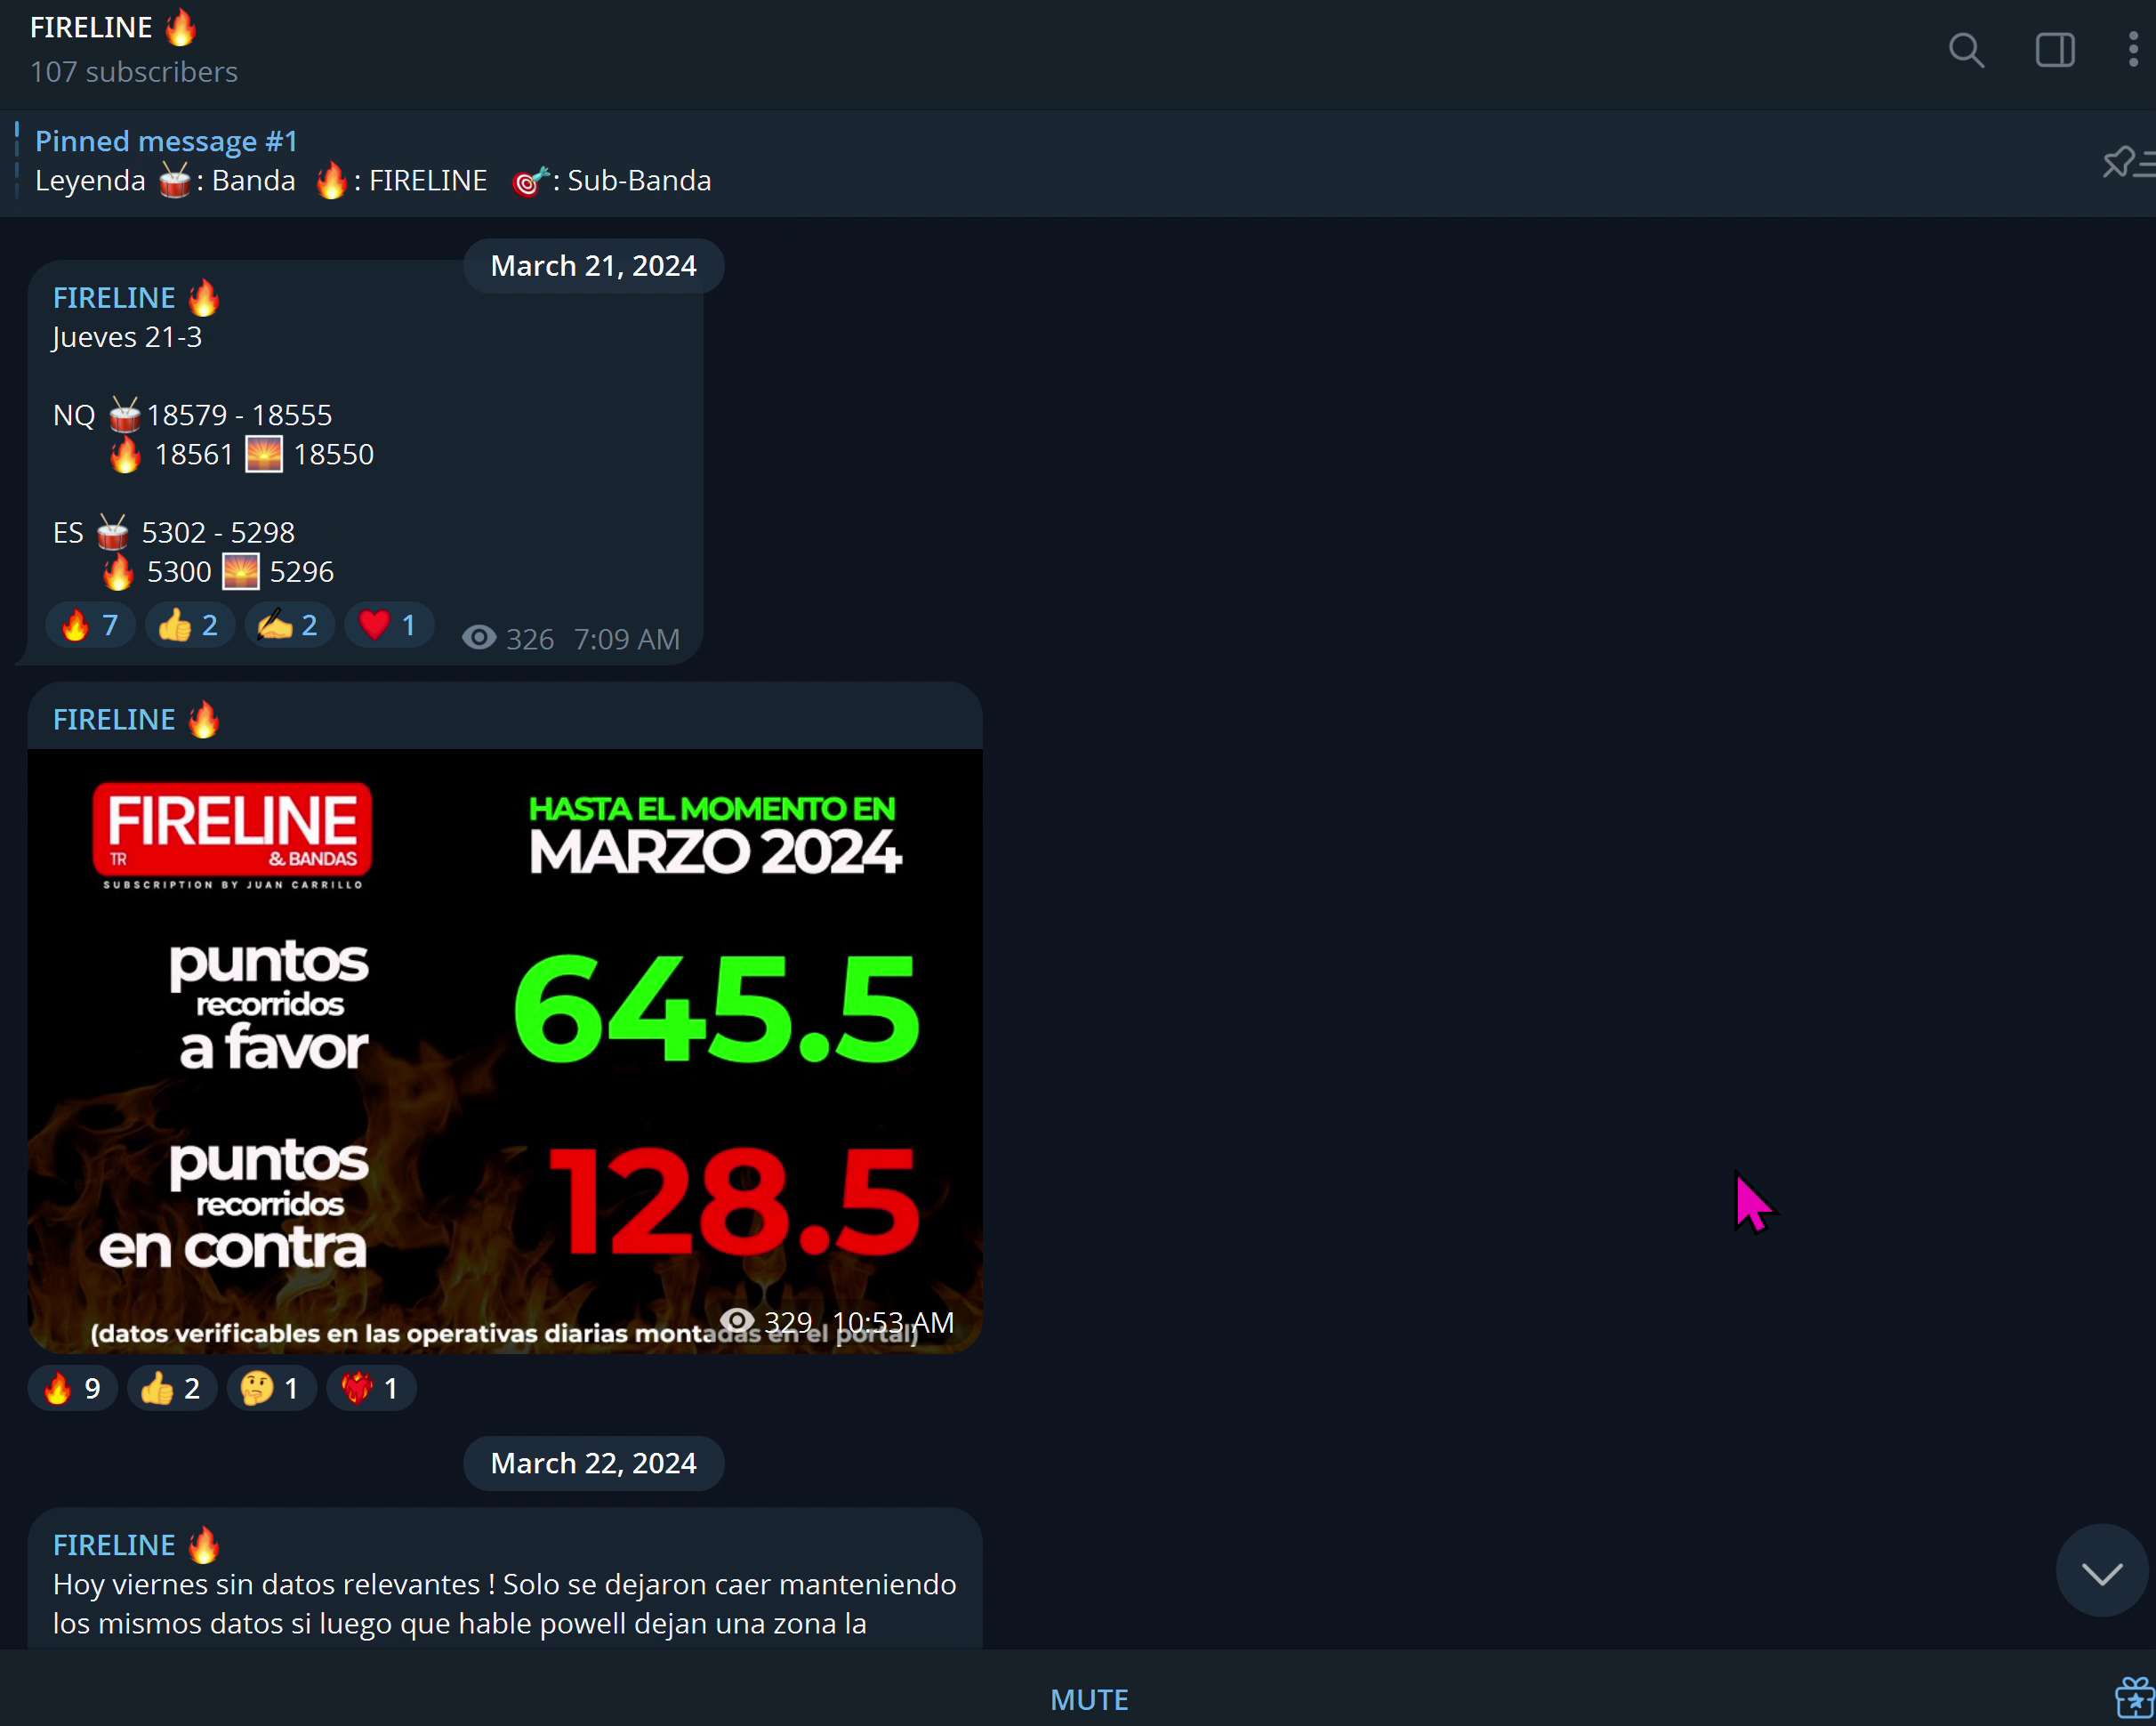 FIRELINE 🔥
107 subscribers
Pinned message #1
Leyenda 🥁: Banda 🔥: FIRELINE 🎯: Sub-Banda
March 21, 2024
FIRELINE 🔥
Jueves 21-3
NQ 🥁18579 - 18555
🔥 18561 🌅 18550
ES 🥁 5302 - 5298
🔥 5300 🌅 5296
🔥 7 👍 2 ✍️ 2 ❤️ 1 326 7:09 AM
FIRELINE 🔥
FIRELINE
TR & BANDAS
SUBSCRIPTION BY JUAN CARRILLO
HASTA EL MOMENTO EN
MARZO 2024
puntos
recorridos
a favor
645.5
puntos
recorridos
en contra
128.5
(datos verificables en las operativas diarias montadas en el portal)
329 10:53 AM
🔥 9 👍 2 🤔 1 ❤️‍🔥 1
March 22, 2024
FIRELINE 🔥
Hoy viernes sin datos relevantes ! Solo se dejaron caer manteniendo
los mismos datos si luego que hable powell dejan una zona la
MUTE